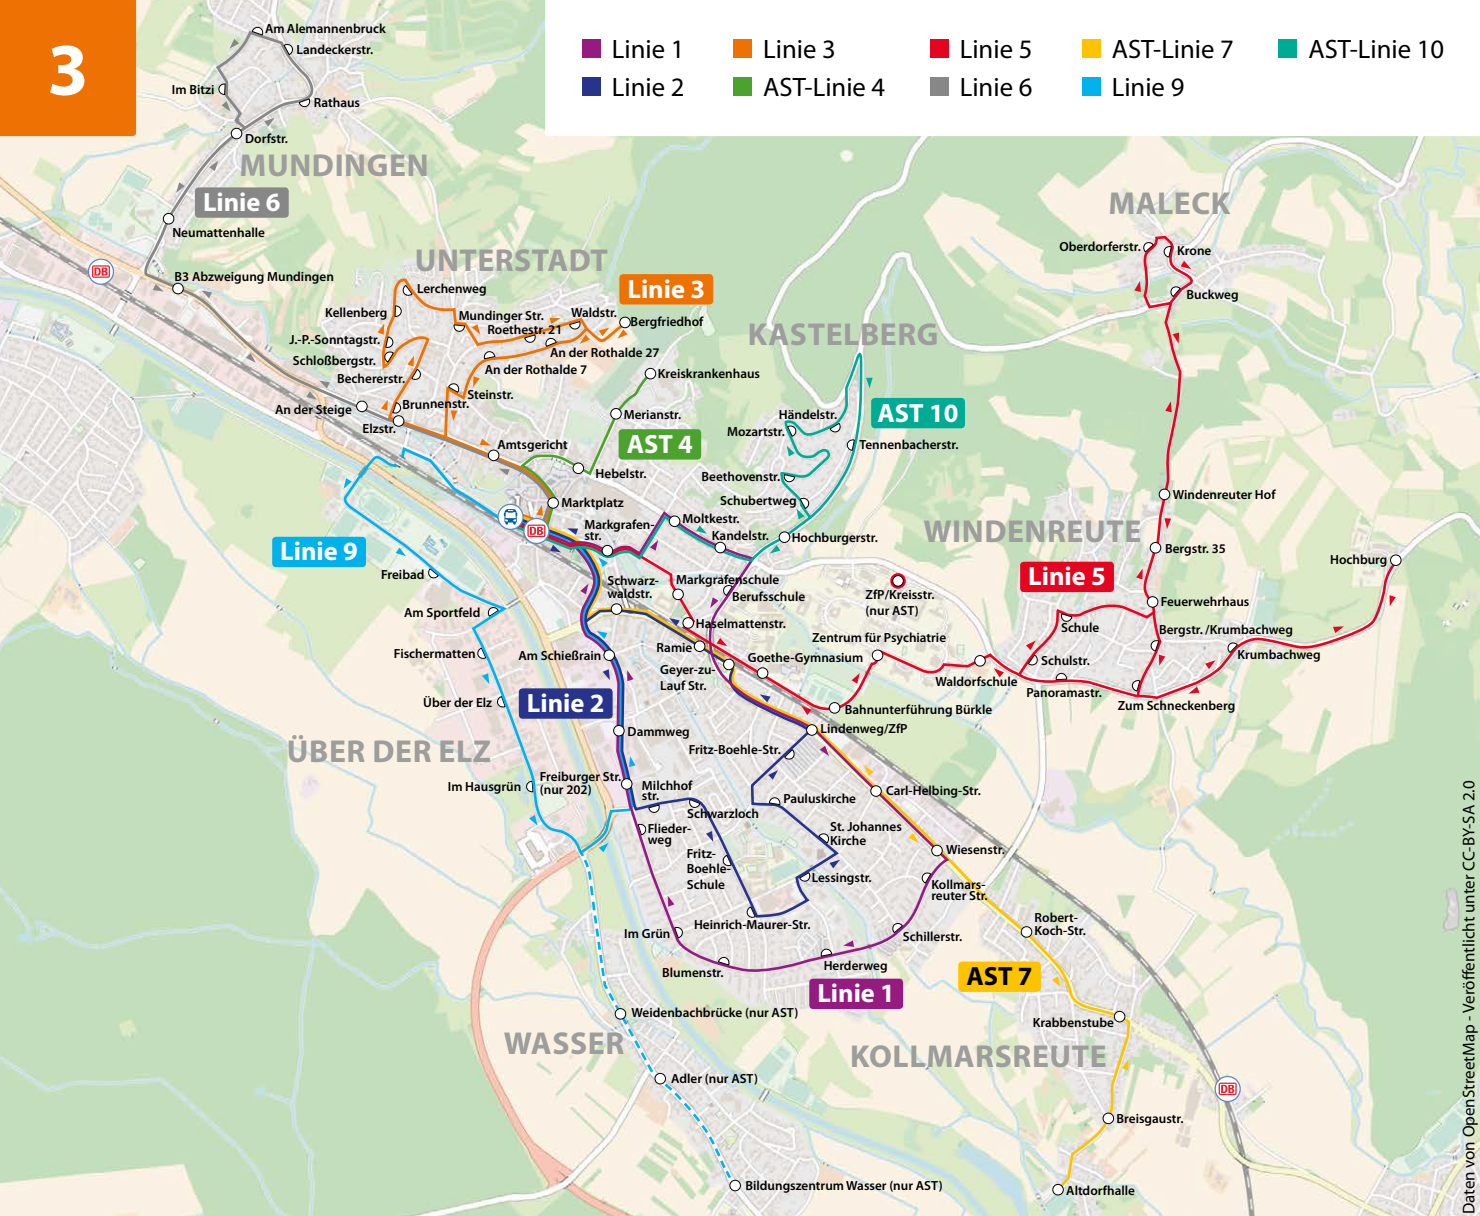 3
Linie 1
Linie 3
Linie 5
AST-Linie 7
AST-Linie 10
Linie 2
AST-Linie 4
Linie 6
Linie 9
Am Alemannenbruck
Landeckerstr.
Im Bitzi
Rathaus
Dorfstr.
MUNDINGEN
Linie 6
Neumattenhalle
DB
B3 Abzweigung Mundingen
UNTERSTADT
Lerchenweg
Linie 3
Kellenberg
Mundinger Str.
Waldstr.
Bergfriedhof
Roethestr. 21
J.-P.-Sonntagstr.
Schloßbergstr.
An der Rothalde 27
An der Rothalde 7
Bechererstr.
Kreiskrankenhaus
Steinstr.
An der Steige
Brunnenstr.
Merianstr.
Elzstr.
AST 4
Amtsgericht
Hebelstr.
Marktplatz
DB
MALECK
Oberdorferstr.
Krone
Buckweg
KASTELBERG
AST 10
Händelstr.
Mozartstr.
Tennenbacherstr.
Beethovenstr.
Schubertweg
Markgrafen-
str.
Moltkestr.
Kandelstr.
Hochburgerstr.
WINDENREUTE
Windenreuter Hof
Bergstr. 35
Hochburg
Linie 5
Linie 9
Freibad
Am Sportfeld
Fischermatten
Über der Elz
ÜBER DER ELZ
Im Hausgrün
Schwarz-
waldstr.
Markgrafenschule
Berufsschule
ZfP/Kreisstr.
(nur AST)
Feuerwehrhaus
Haselmattenstr.
Schule
Bergstr./Krumbachweg
Zentrum für Psychiatrie
Krumbachweg
Ramie
Am Schießrain
Goethe-Gymnasium
Schulstr.
Geyer-zu-
Lauf Str.
Waldorfschule
Panoramastr.
Zum Schneckenberg
Linie 2
Bahnunterführung Bürkle
Dammweg
Lindenweg/ZfP
Fritz-Boehle-Str.
Freiburger Str.
(nur 202)
Milchhof
str.
Pauluskirche
Carl-Helbing-Str.
Schwarzloch
Flieder-
weg
St. Johannes
Kirche
Wiesenstr.
Fritz-
Boehle-
Schule
Lessingstr.
Kollmars-
reuter Str.
Heinrich-Maurer-Str.
Im Grün
Schillerstr.
Robert-
Koch-Str.
Blumenstr.
Herderweg
Linie 1
AST 7
Weidenbachbrücke (nur AST)
Krabbenstube
WASSER
KOLLMARSREUTE
Adler (nur AST)
DB
Breisgaustr.
Bildungszentrum Wasser (nur AST)
Altdorfhalle
Daten von OpenStreetMap - Veröffentlicht unter CC-BY-SA 2.0